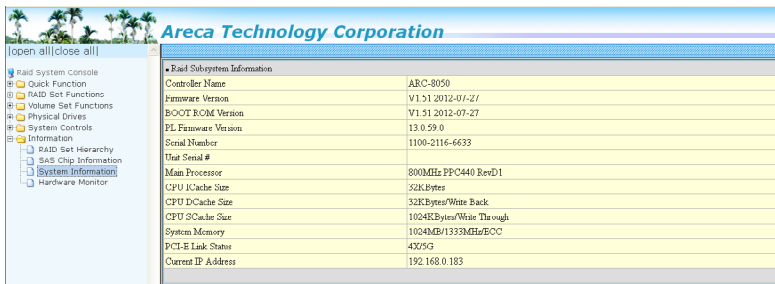 Areca Technology Corporation
|open all|close all|
Raid System Console
Quick Function
RAID Set Functions
Volume Set Functions
Physical Drives
System Controls
Information
RAID Set Hierarchy
SAS Chip Information
System Information
Hardware Monitor
Raid Subsystem Information
Controller Name ARC-8050
Firmware Version V1.51 2012-07-27
BOOT ROM Version V1.51 2012-07-27
PL Firmware Version 13.0.59.0
Serial Number 1100-2116-6633
Unit Serial #
Main Processor 800MHz PPC440 RevD1
CPU ICache Size 32KBytes
CPU DCache Size 32KBytes/Write Back
CPU SCache Size 1024KBytes/Write Through
System Memory 1024MB/1333MHz/ECC
PCI-E Link Status 4X/5G
Current IP Address 192.168.0.183